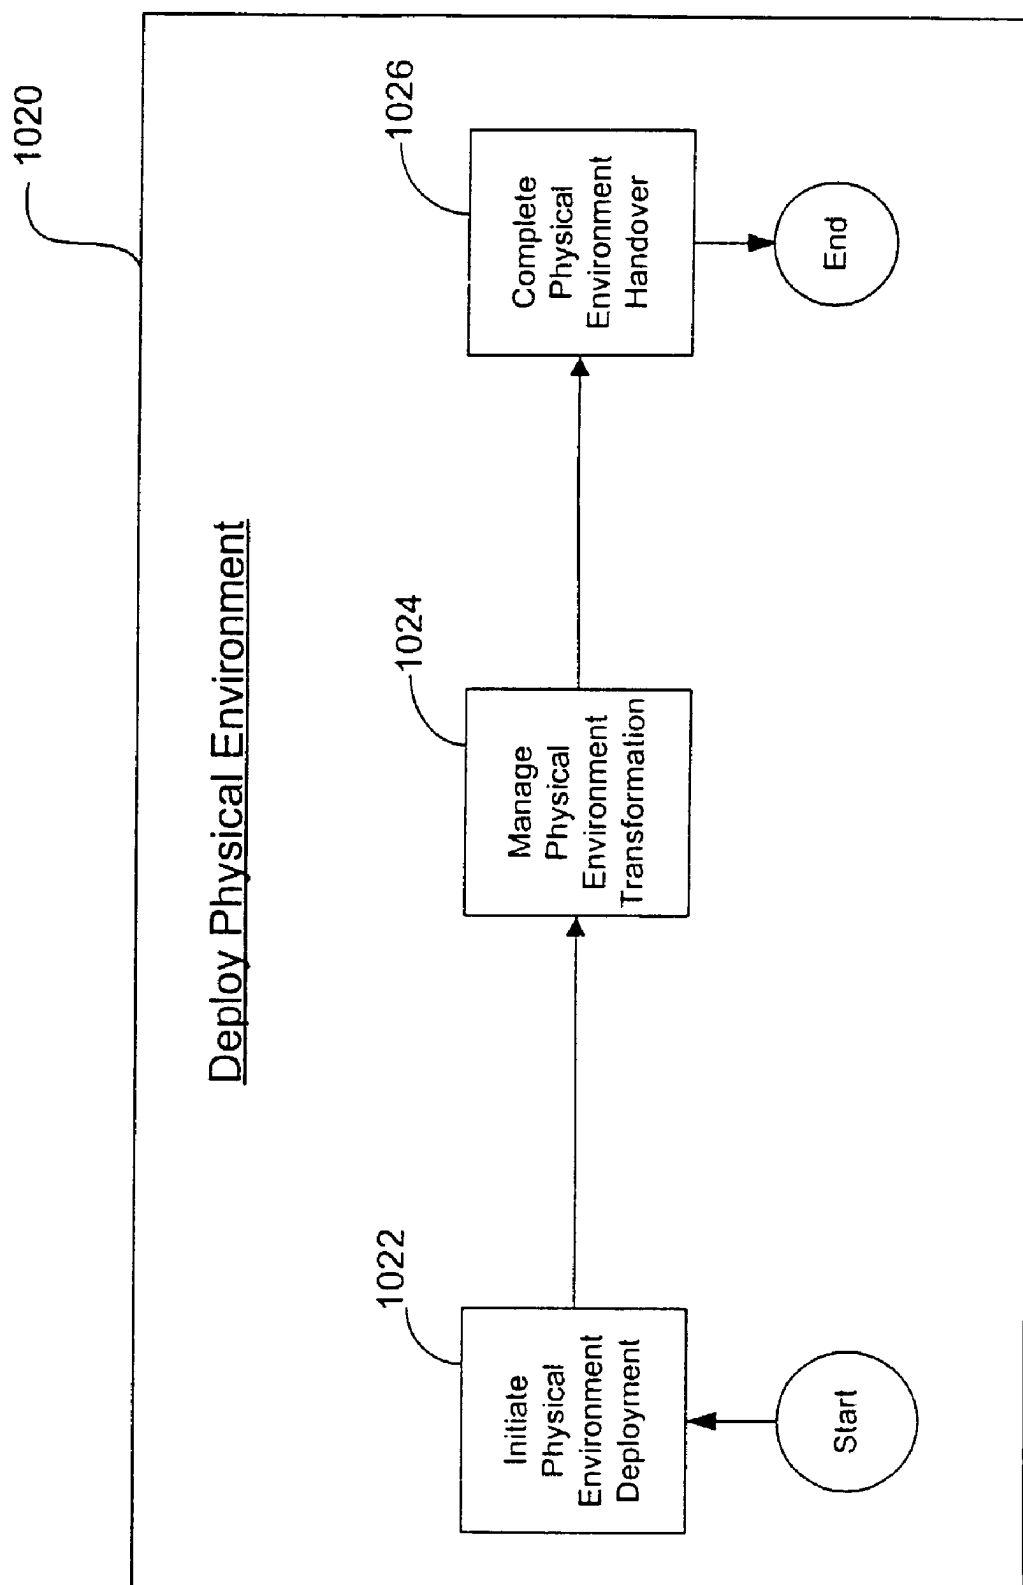 1020
Deploy Physical Environment
1022
Initiate
Physical
Environment
Deployment
1024
Manage
Physical
Environment
Transformation
1026
Complete
Physical
Environment
Handover
Start
End